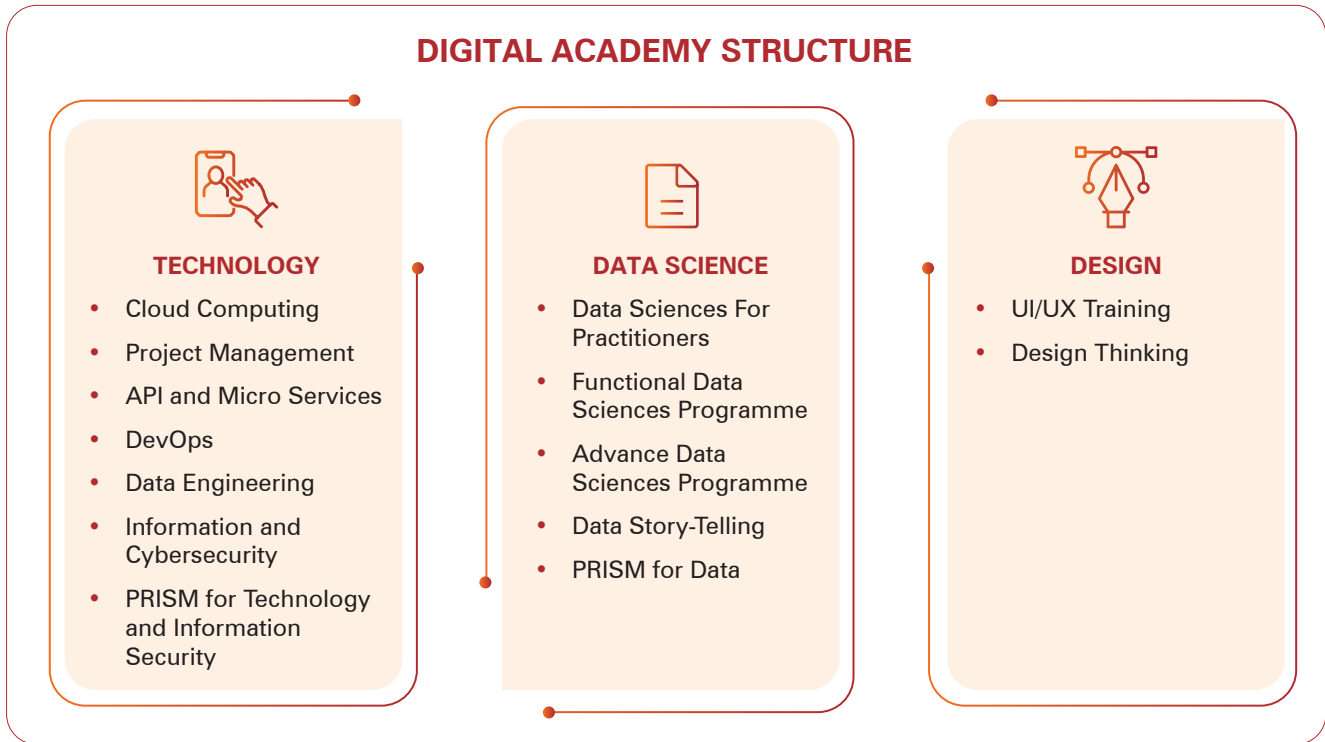 DIGITAL ACADEMY STRUCTURE
TECHNOLOGY
• Cloud Computing
• Project Management
• API and Micro Services
• DevOps
• Data Engineering
• Information and
Cybersecurity
• PRISM for Technology
and Information
Security
DATA SCIENCE
• Data Sciences For
Practitioners
• Functional Data
Sciences Programme
• Advance Data
Sciences Programme
• Data Story-Telling
• PRISM for Data
DESIGN
• UI/UX Training
• Design Thinking